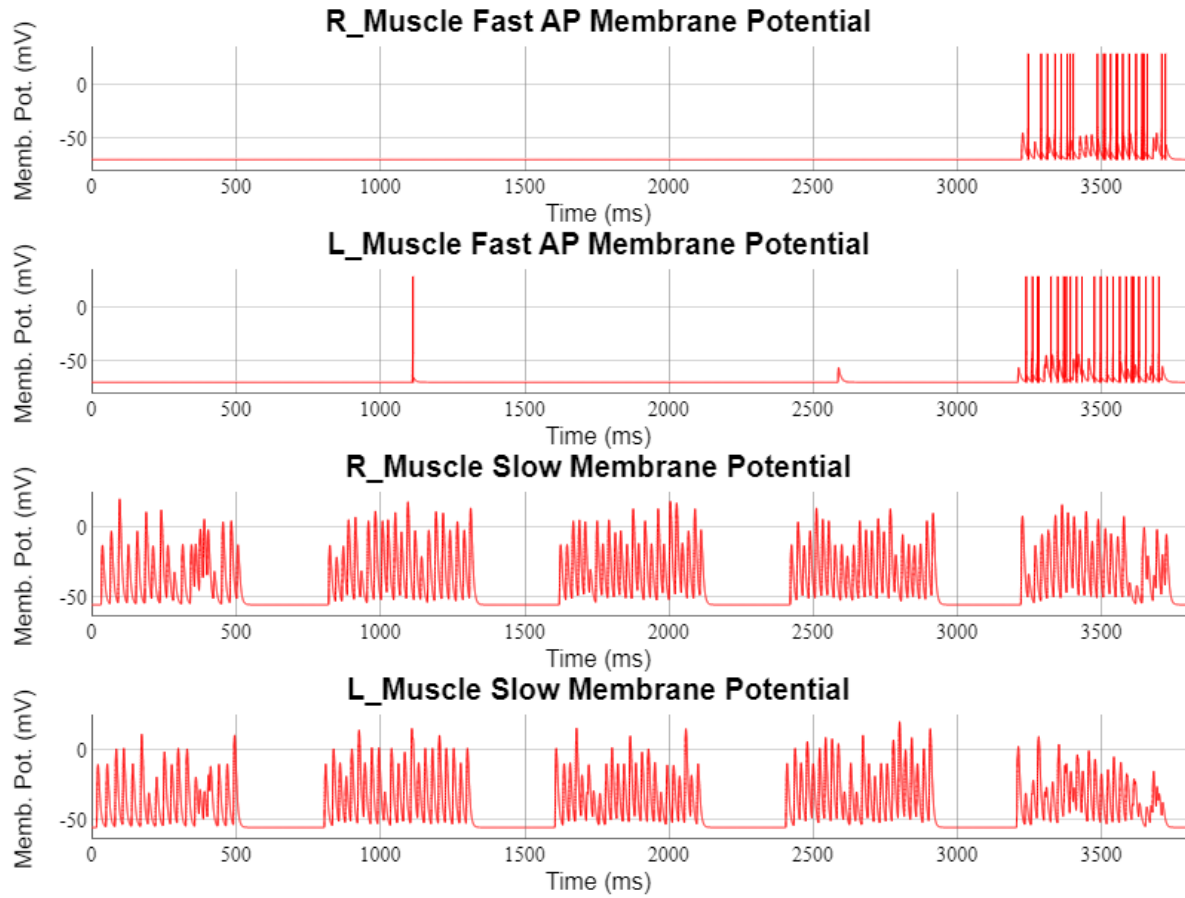 R_Muscle Fast AP Membrane Potential
Memb. Pot. (mV)
0
-50
0 500 1000 1500 2000 2500 3000 3500
Time (ms)
L_Muscle Fast AP Membrane Potential
Memb. Pot. (mV)
0
-50
0 500 1000 1500 2000 2500 3000 3500
Time (ms)
R_Muscle Slow Membrane Potential
Memb. Pot. (mV)
0
-50
0 500 1000 1500 2000 2500 3000 3500
Time (ms)
L_Muscle Slow Membrane Potential
Memb. Pot. (mV)
0
-50
0 500 1000 1500 2000 2500 3000 3500
Time (ms)